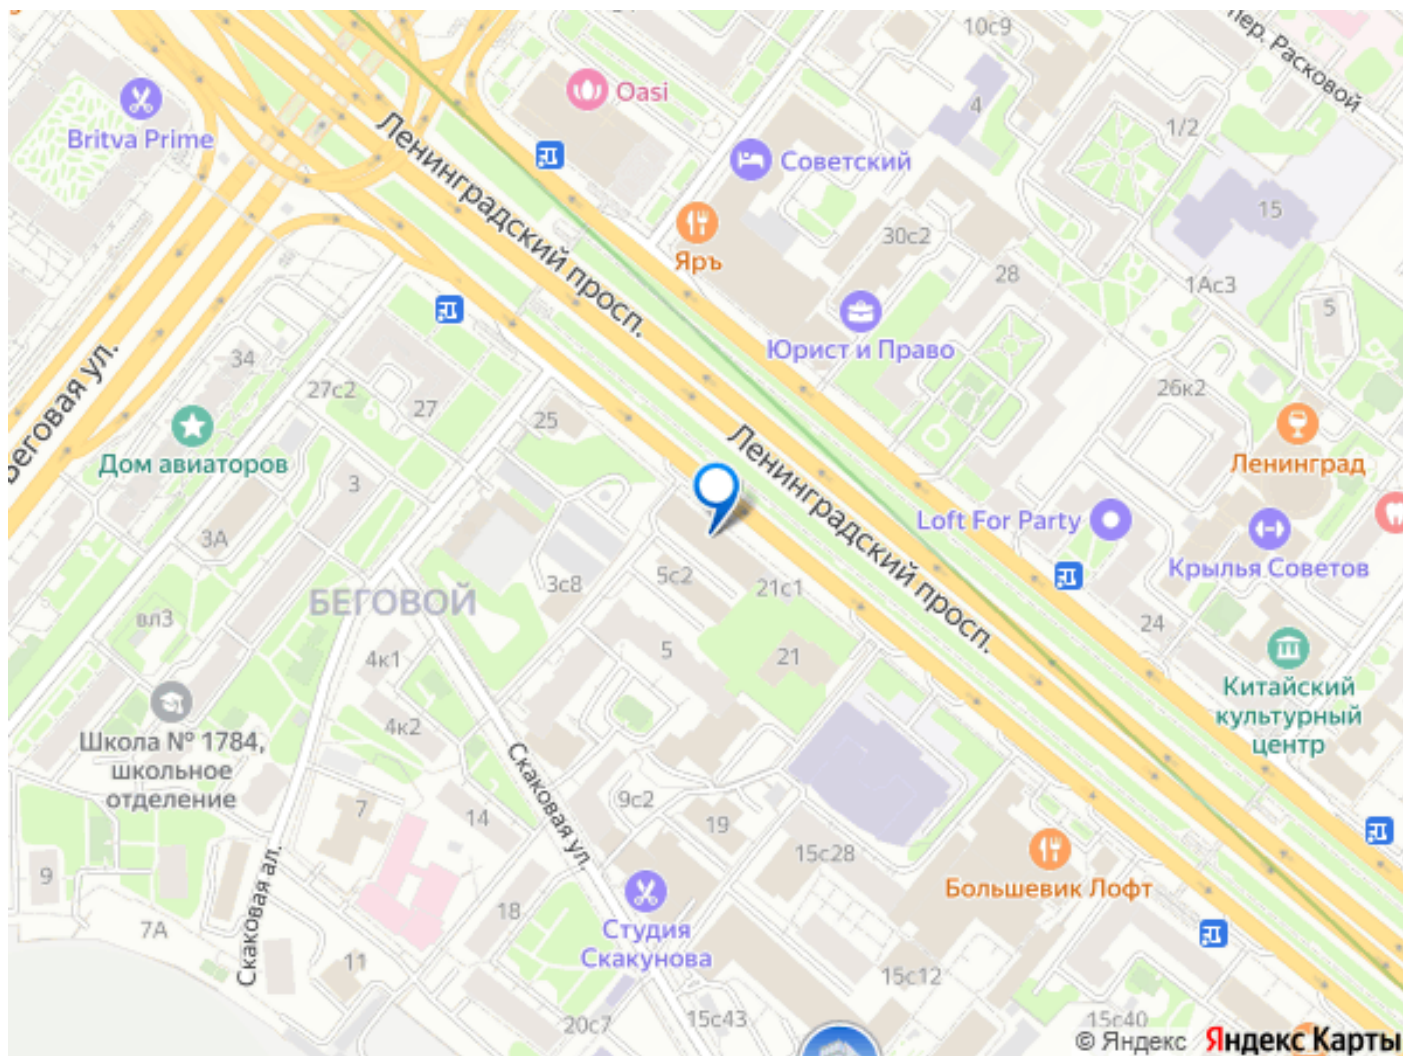 10с9
пер. Расковой
Oasi
4
Britva Prime
Ленинградский просп.
1/2
Советский
15
30с2
Яръ
28
1Ас3
5
Юрист и Право
34
27с2
27
25
26к2
Беговая ул.
Дом авиаторов
Ленинград
3
Ленинградский просп.
Loft For Party
3А
Крылья Советов
5с2
3с8
21с1
БЕГОВОЙ
вл3
24
5
21
4к1
Китайский
культурный
центр
4к2
Школа № 1784,
школьное
отделение
Скаковая ул.
9с2
7
14
19
15с28
9
Большевик Лофт
Скаковая ал.
18
7А
Студия
Скакунова
11
15с12
20с7
15с43
15с40
© Яндекс Яндекс Карты